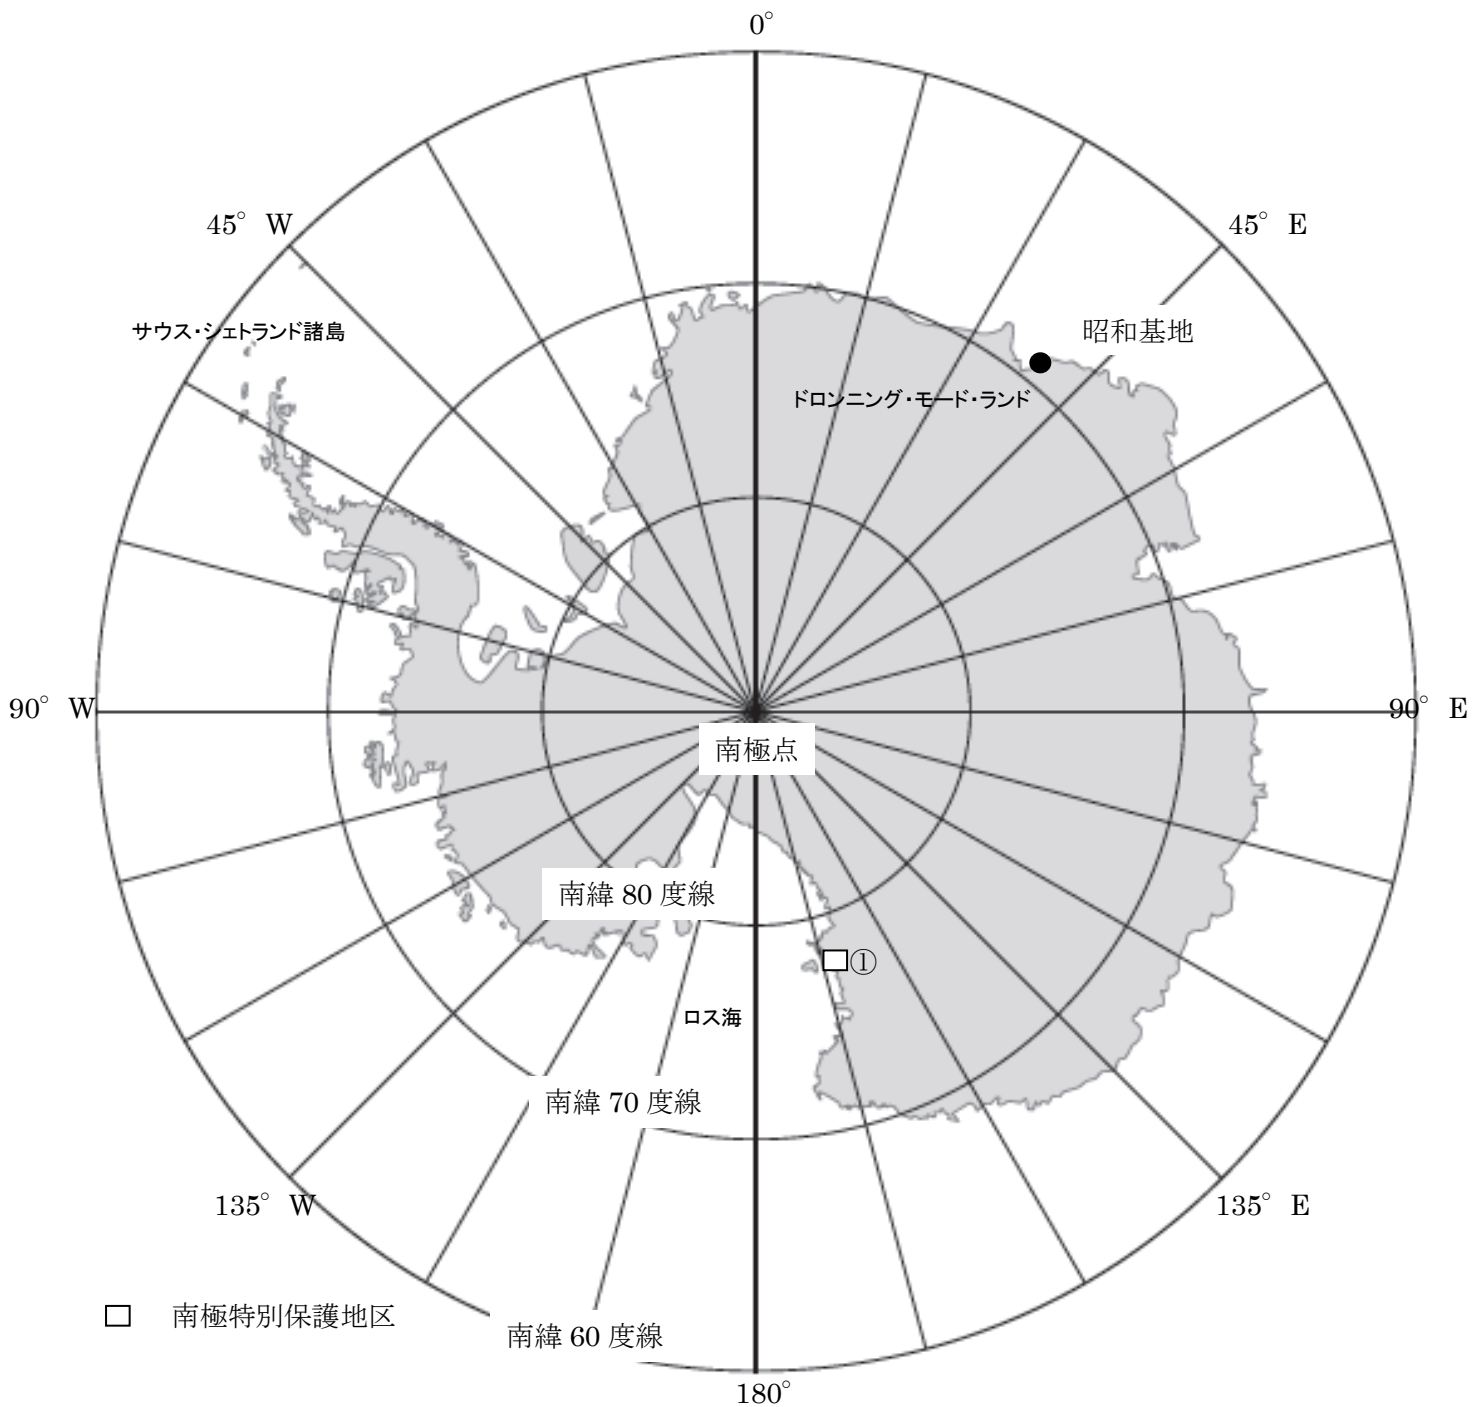 0°
45° W
45° E
サウス・シェトランド諸島
昭和基地
ドロンニング・モード・ランド
90° W
90° E
南極点
南緯 80 度線
①
ロス海
南緯 70 度線
135° W
135° E
南極特別保護地区
南緯 60 度線
180°